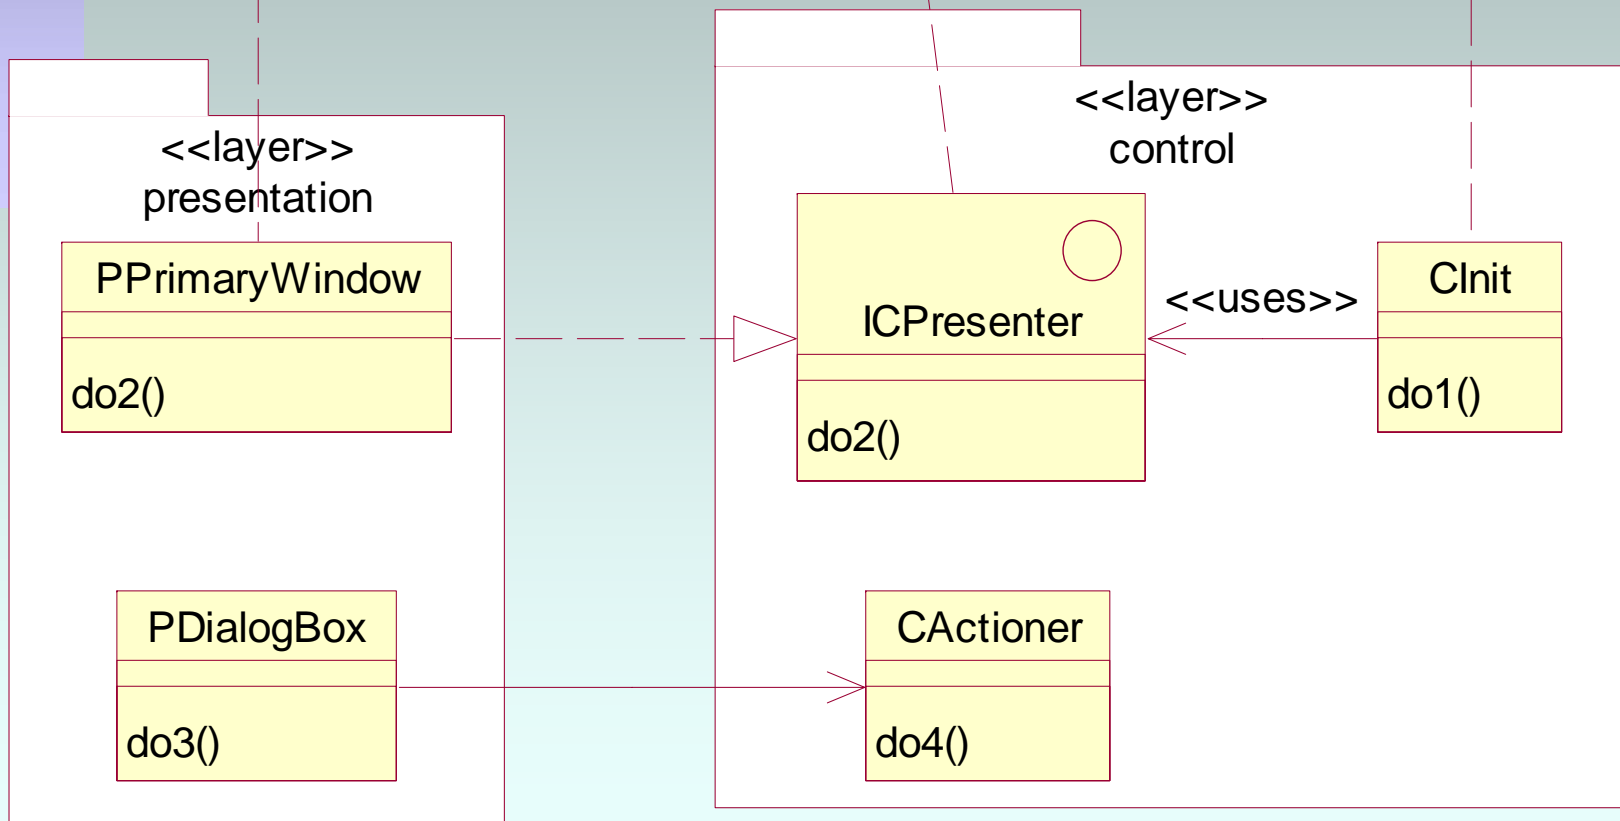 <<layer>>
presentation
PPrimaryWindow
do2()
PDialogBox
do3()
<<layer>>
control
ICPresenter
do2()
<<uses>>
CInit
do1()
CActioner
do4()